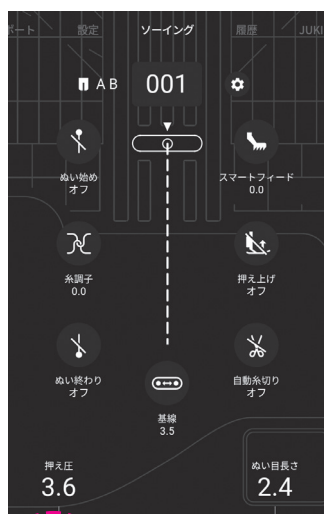 ポート 設定 ソーイング 履歴 JUKI
A B 001
ぬい始め
オフ
スマートフィード
0.0
糸調子
0.0
押え上げ
オフ
ぬい終わり
オフ
自動糸切り
オフ
基線
3.5
押え圧
3.6
ぬい目長さ
2.4